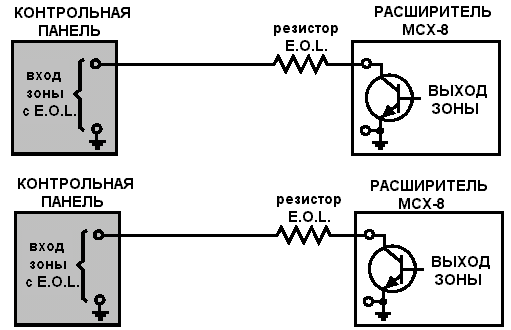 КОНТРОЛЬНАЯ
ПАНЕЛЬ
вход
зоны
с E.O.L.
резистор
E.O.L.
РАСШИРИТЕЛЬ
MCX-8
ВЫХОД
ЗОНЫ
КОНТРОЛЬНАЯ
ПАНЕЛЬ
вход
зоны
с E.O.L.
резистор
E.O.L.
РАСШИРИТЕЛЬ
MCX-8
ВЫХОД
ЗОНЫ